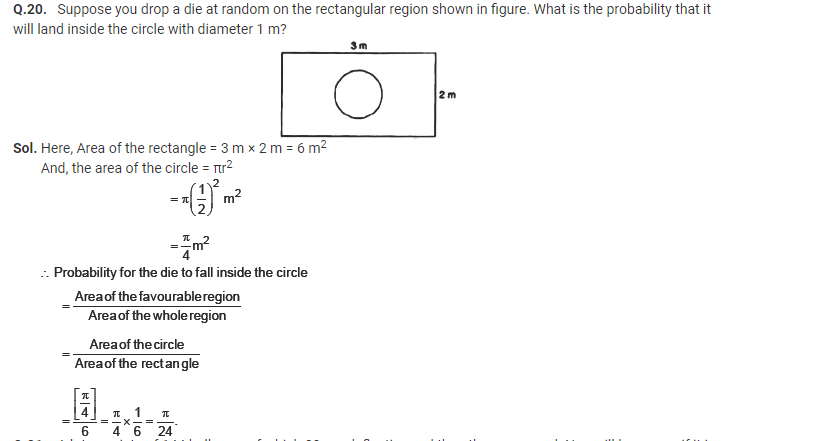 Q.20. Suppose you drop a die at random on the rectangular region shown in figure. What is the probability that it
will land inside the circle with diameter 1 m?
3 m
2 m
Sol. Here, Area of the rectangle = 3 m × 2 m = 6 m²
And, the area of the circle = πr²
= π(1/2)² m²
= π/4 m²
∴ Probability for the die to fall inside the circle
= Area of the favourable region / Area of the whole region
= Area of the circle / Area of the rectangle
= [π/4]/6 = π/4 × 1/6 = π/24.